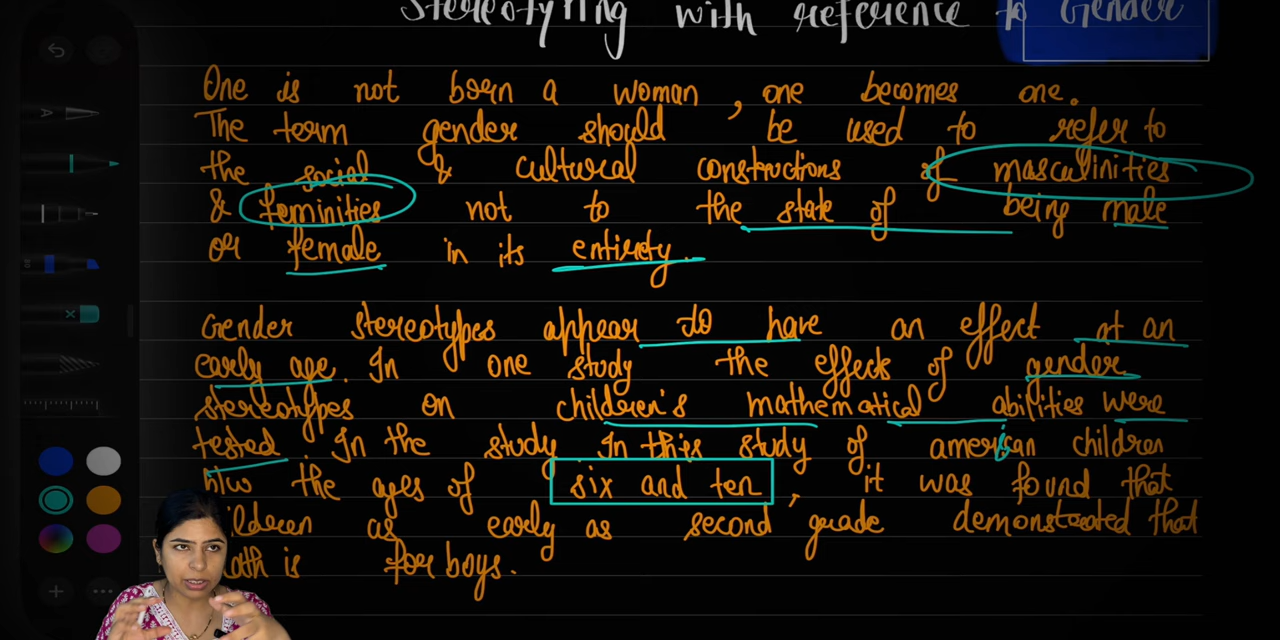 Stereotyping with reference to Gender
One is not born a woman, one becomes one.
The term gender should be used to refer to
the social & cultural constructions of masculinities
& feminities not to the state of being male
or female in its entirety.
Gender stereotypes appear to have an effect at an
early age. In one study the effects of gender
stereotypes on children's mathematical abilities were
tested. In the study In this study of american children
b/w the ages of six and ten, it was found that
ildren as early as second grade demonstrated that
ath is for boys.